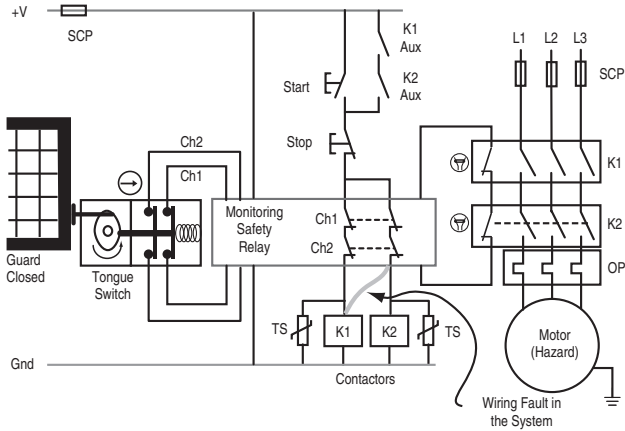 +V
SCP
K1
Aux
L1 L2 L3
Start
K2
Aux
SCP
Stop
Ch2
Ch1
K1
Monitoring
Safety
Relay
Ch1
Ch2
K2
Guard
Closed
Tongue
Switch
OP
TS
K1
K2
TS
Motor
(Hazard)
Gnd
Contactors
Wiring Fault in
the System